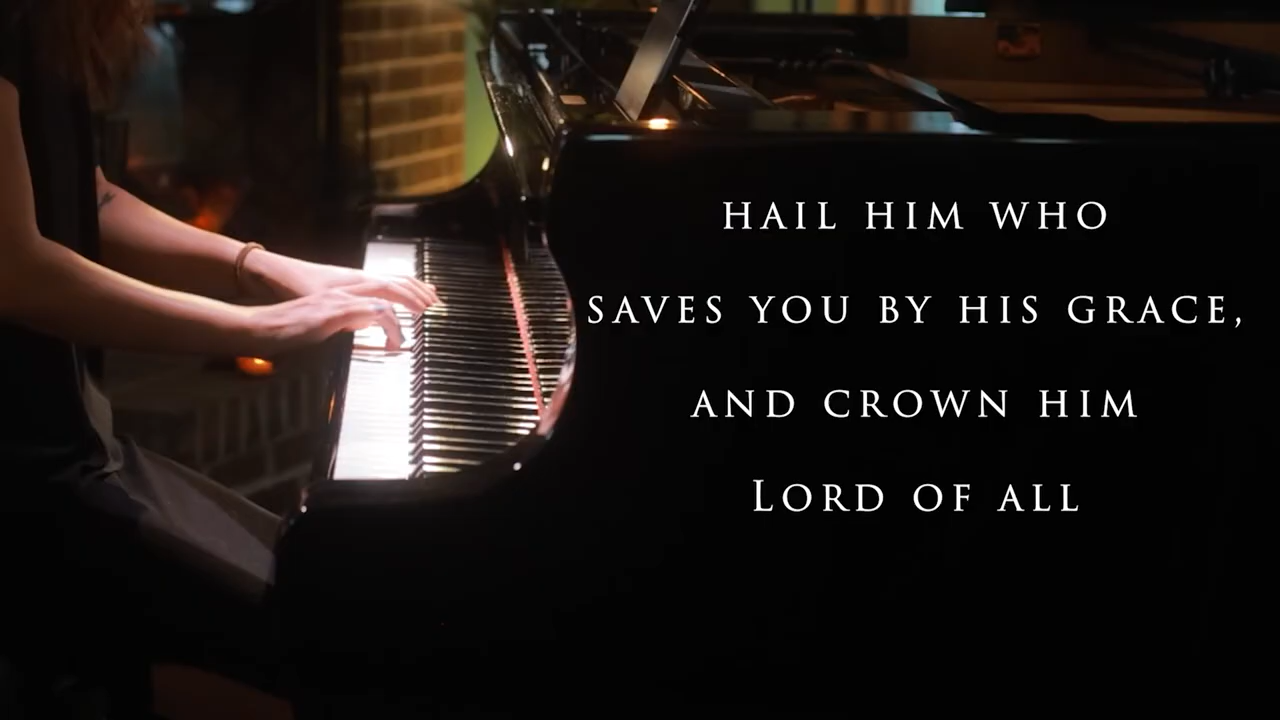 HAIL HIM WHO
SAVES YOU BY HIS GRACE,
AND CROWN HIM
LORD OF ALL